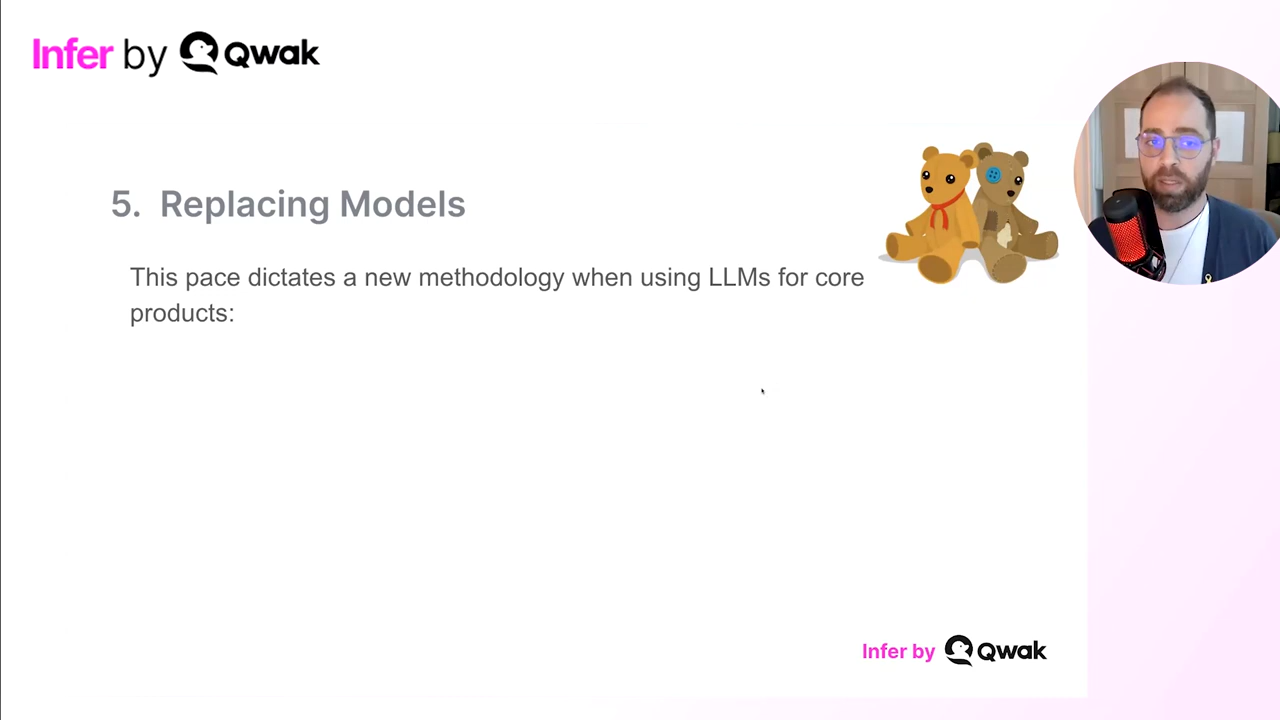 Infer by Qwak
5. Replacing Models
This pace dictates a new methodology when using LLMs for core
products:
Infer by Qwak